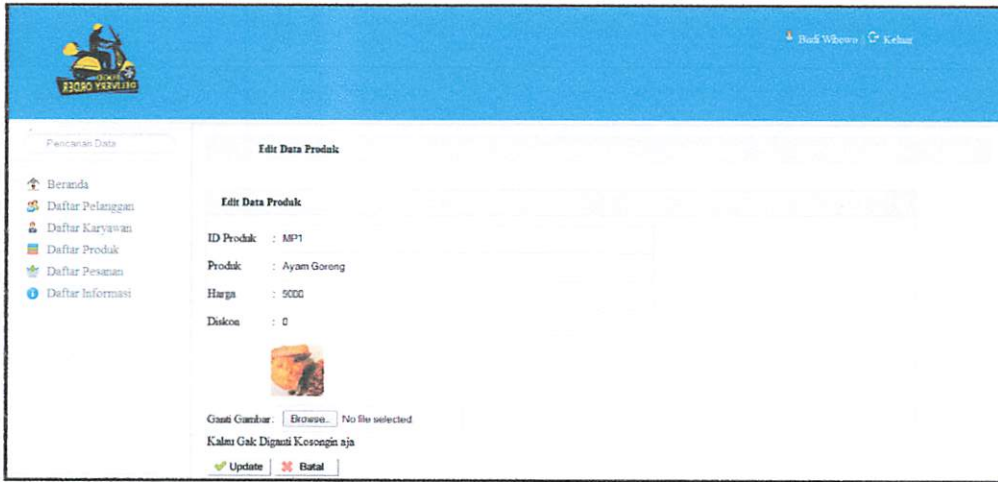 Budi Wibowo | Keluar
FOOD
DELIVERY ORDER
Pencarian Data
Beranda
Daftar Pelanggan
Daftar Karyawan
Daftar Produk
Daftar Pesanan
Daftar Informasi
Edit Data Produk
Edit Data Produk
ID Produk : MP1
Produk : Ayam Goreng
Harga : 9000
Diskon : 0
Ganti Gambar : Browse.. No file selected
Kalau Gak Diganti Kosongin aja
Update Batal